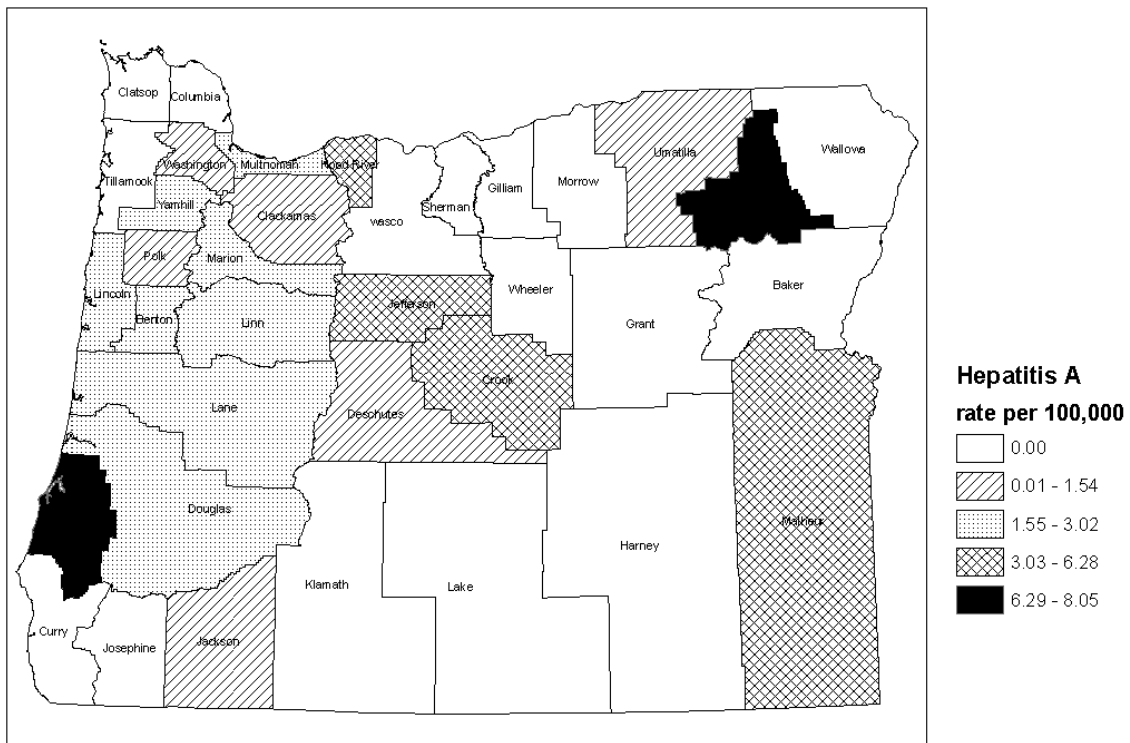 Clatsop
Columbia
Tillamook
Washington
Multnomah
Hood River
Yamhill
Clackamas
wasco
Sherman
Gilliam
Morrow
Umatilla
Wallowa
Polk
Marion
Lincoln
Benton
Linn
Jefferson
Wheeler
Grant
Baker
Crook
Lane
Deschutes
Douglas
Malheur
Harney
Klamath
Lake
Curry
Josephine
Jackson
Hepatitis A
rate per 100,000
0.00
0.01 - 1.54
1.55 - 3.02
3.03 - 6.28
6.29 - 8.05